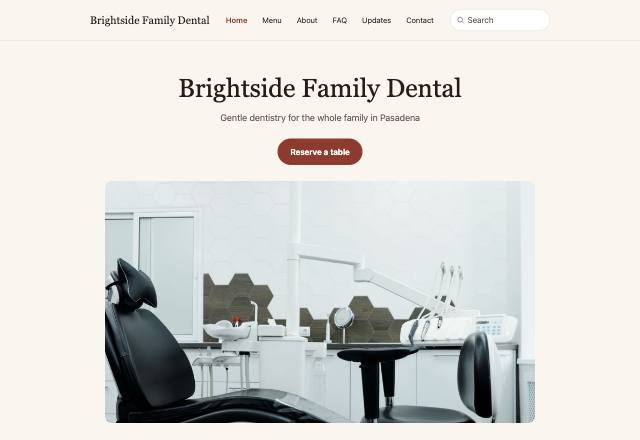 Brightside Family Dental
Home Menu About FAQ Updates Contact
Search
Brightside Family Dental
Gentle dentistry for the whole family in Pasadena
Reserve a table